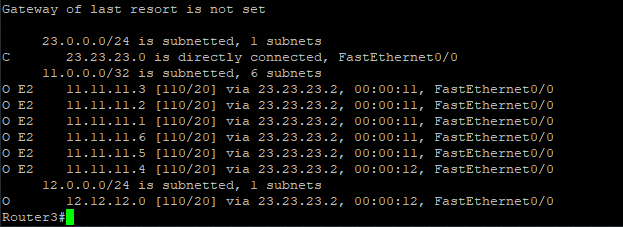 Gateway of last resort is not set
23.0.0.0/24 is subnetted, 1 subnets
C 23.23.23.0 is directly connected, FastEthernet0/0
11.0.0.0/32 is subnetted, 6 subnets
O E2 11.11.11.3 [110/20] via 23.23.23.2, 00:00:11, FastEthernet0/0
O E2 11.11.11.2 [110/20] via 23.23.23.2, 00:00:11, FastEthernet0/0
O E2 11.11.11.1 [110/20] via 23.23.23.2, 00:00:11, FastEthernet0/0
O E2 11.11.11.6 [110/20] via 23.23.23.2, 00:00:11, FastEthernet0/0
O E2 11.11.11.5 [110/20] via 23.23.23.2, 00:00:11, FastEthernet0/0
O E2 11.11.11.4 [110/20] via 23.23.23.2, 00:00:12, FastEthernet0/0
12.0.0.0/24 is subnetted, 1 subnets
O 12.12.12.0 [110/20] via 23.23.23.2, 00:00:12, FastEthernet0/0
Router3#